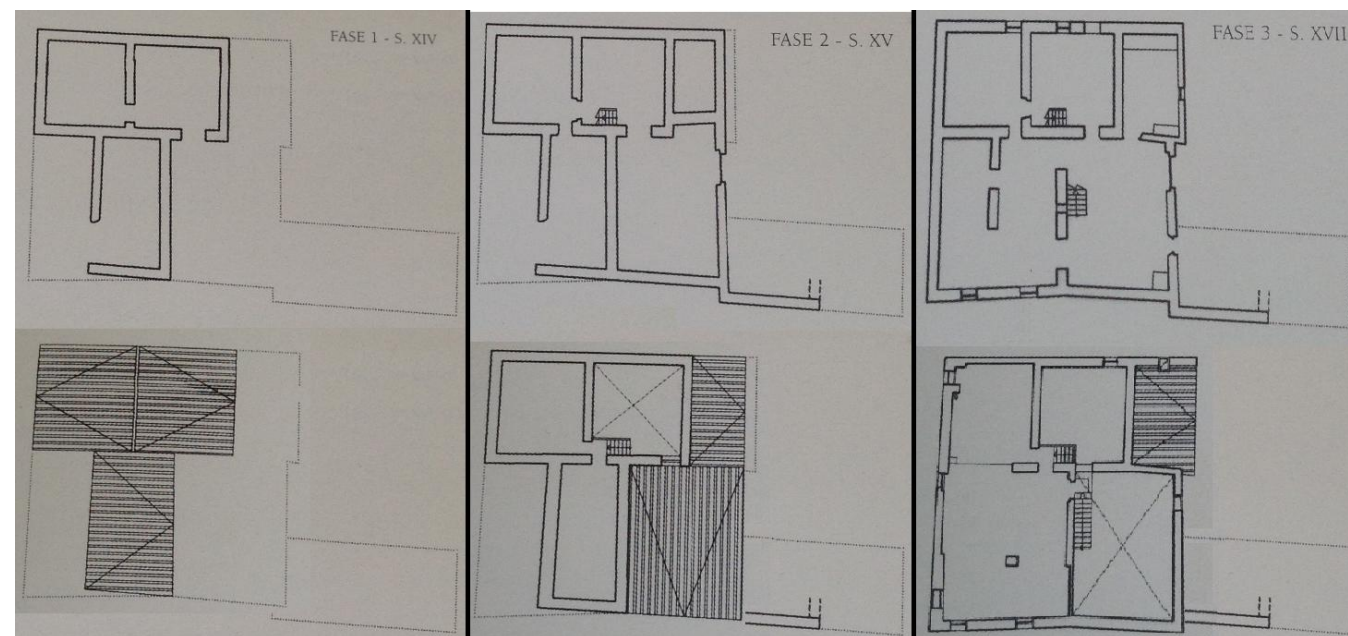 FASE 1 - S. XIV
FASE 2 - S. XV
FASE 3 - S. XVII